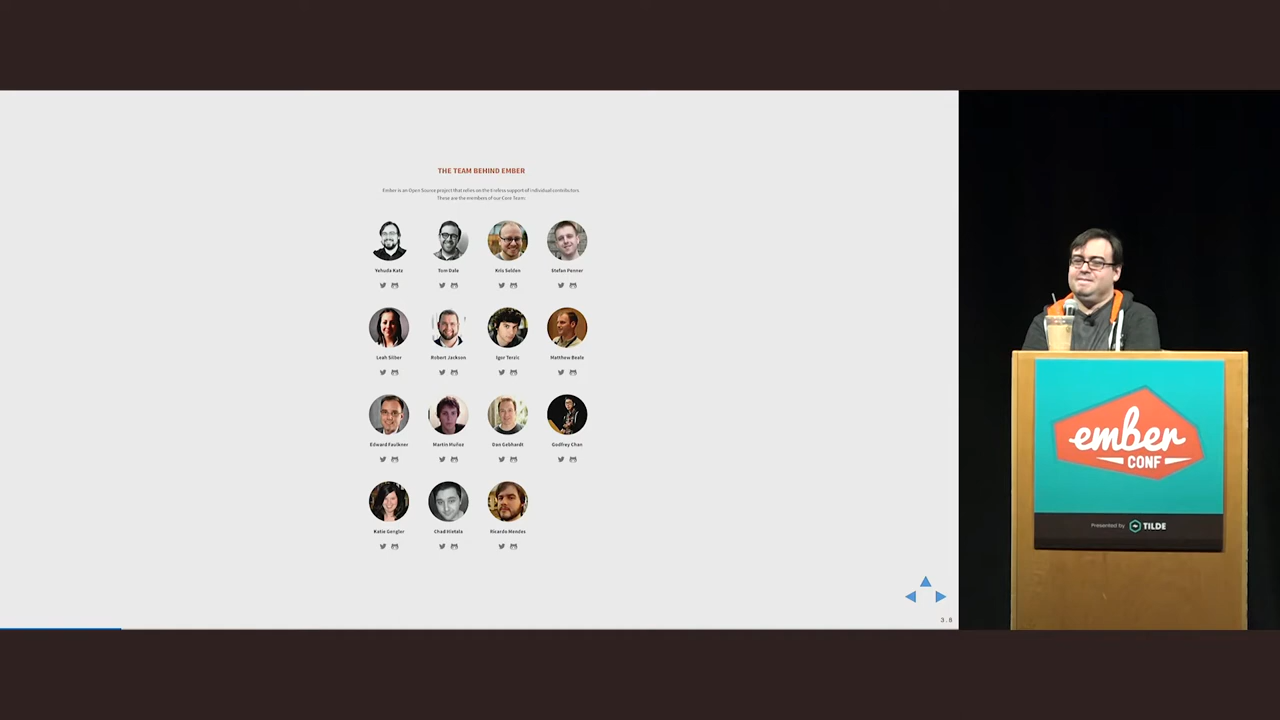 THE TEAM BEHIND EMBER
Ember is an Open Source project that relies on the tireless support of individual contributors.
These are the members of our Core Team.
Yehuda Katz
Tom Dale
Kris Selden
Stefan Penner
Leah Silber
Robert Jackson
Igor Terzic
Matthew Beale
Edward Faulkner
Martin Muñoz
Dan Gebhardt
Godfrey Chan
Katie Gengler
Chad Hietala
Ricardo Mendes
3.8
ember
CONF
Presented by TILDE